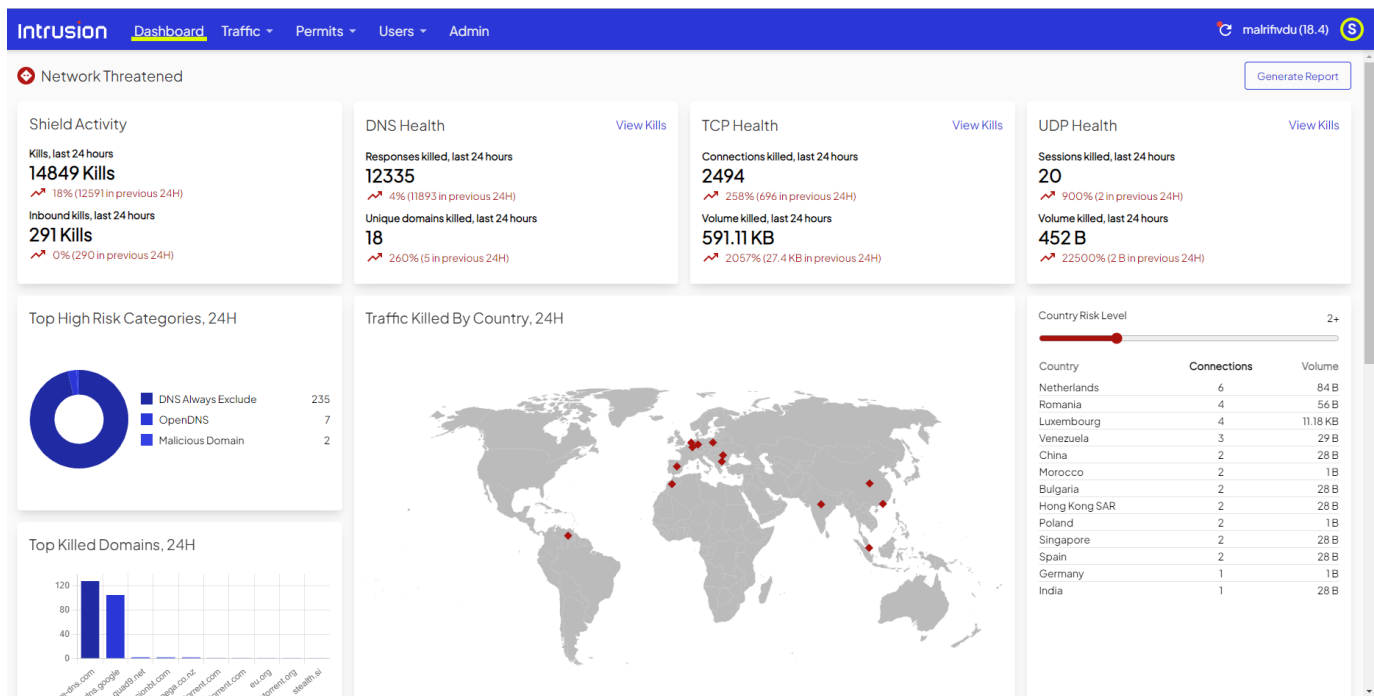 Intrusion Dashboard Traffic Permits Users Admin malrifivdu (18.4) S
Network Threatened Generate Report
Shield Activity
Kills, last 24 hours
14849 Kills
18% (12591 in previous 24H)
Inbound kills, last 24 hours
291 Kills
0% (290 in previous 24H)
DNS Health View Kills
Responses killed, last 24 hours
12335
4% (11893 in previous 24H)
Unique domains killed, last 24 hours
18
260% (5 in previous 24H)
TCP Health View Kills
Connections killed, last 24 hours
2494
258% (696 in previous 24H)
Volume killed, last 24 hours
591.11 KB
2057% (27.4 KB in previous 24H)
UDP Health View Kills
Sessions killed, last 24 hours
20
900% (2 in previous 24H)
Volume killed, last 24 hours
452 B
22500% (2 B in previous 24H)
Top High Risk Categories, 24H
DNS Always Exclude 235
OpenDNS 7
Malicious Domain 2
Traffic Killed By Country, 24H
Country Risk Level 2+
Country Connections Volume
Netherlands 6 84 B
Romania 4 56 B
Luxembourg 4 11.18 KB
Venezuela 3 29 B
China 2 28 B
Morocco 2 1 B
Bulgaria 2 28 B
Hong Kong SAR 2 28 B
Poland 2 1 B
Singapore 2 28 B
Spain 2 28 B
Germany 1 1 B
India 1 28 B
Top Killed Domains, 24H
120
80
40
0
eu.org
stealth.si